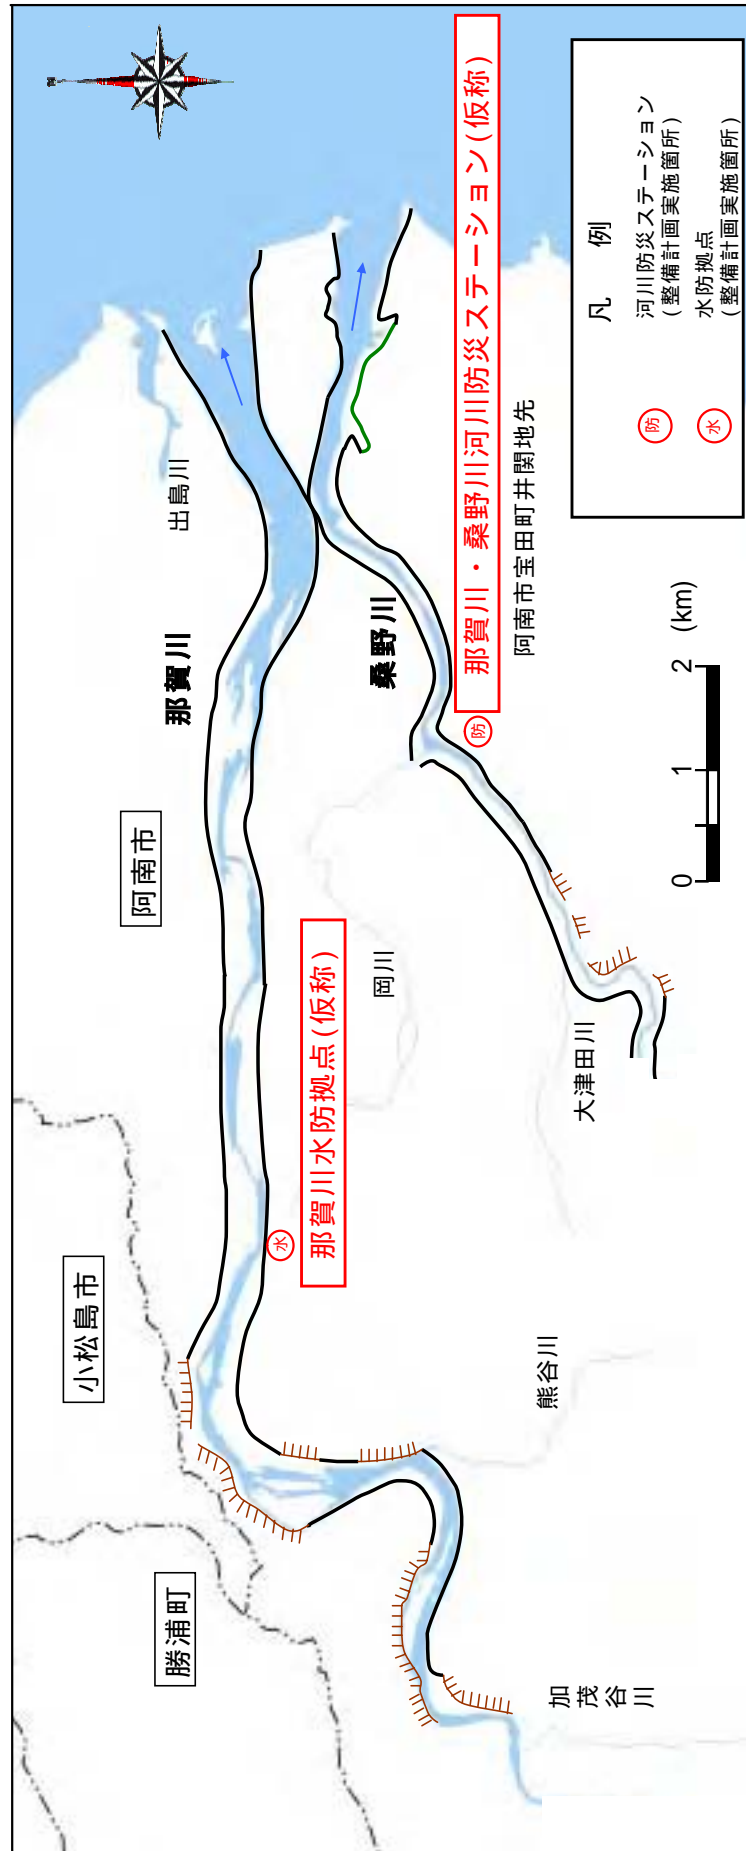 勝浦町
小松島市
阿南市
出島川
那賀川
那賀川水防拠点(仮称)
水
岡川
桑野川
那賀川・桑野川河川防災ステーション(仮称)
防
阿南市宝田町井関地先
加茂谷川
熊谷川
大津田川
0 1 2 (km)
凡 例
防 河川防災ステーション
(整備計画実施箇所)
水 水防拠点
(整備計画実施箇所)